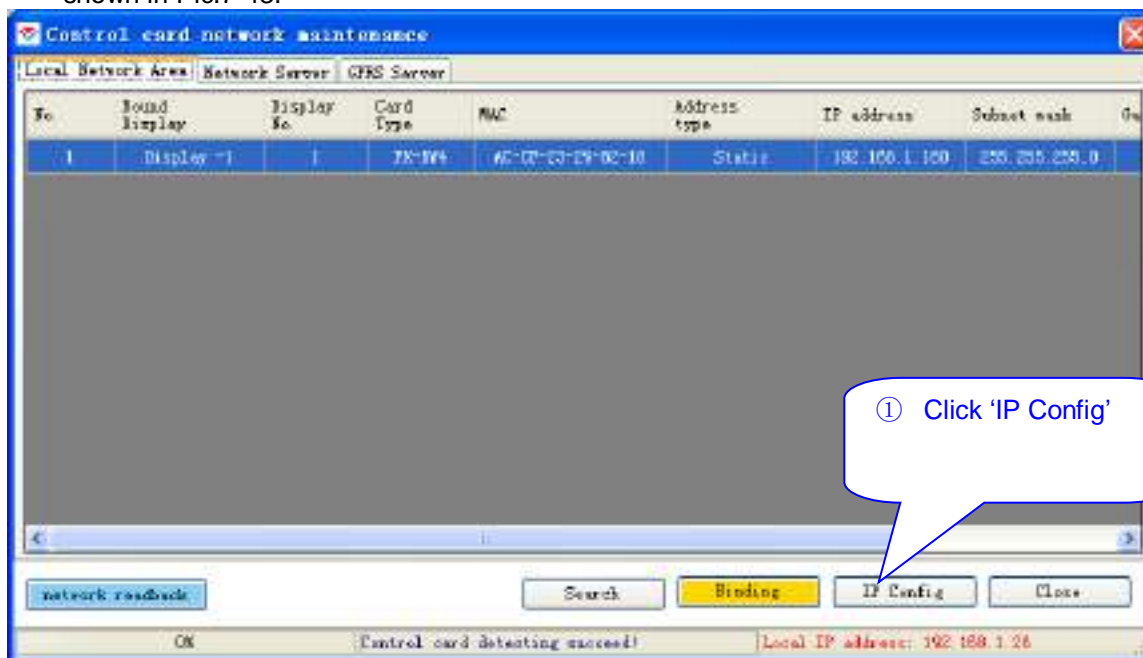 Control card network maintenance
Local Network Area Network Server GPRS Server
No Bound Display Display No. Card Type MAC Address type IP address Subnet mask
1 Display -1 1 Static 192.168.1.160 255.255.255.0
① Click ‘IP Config’
network readback Search Binding IP Config Close
OK Control card detecting succeed! Local IP address: 192.168.1.26